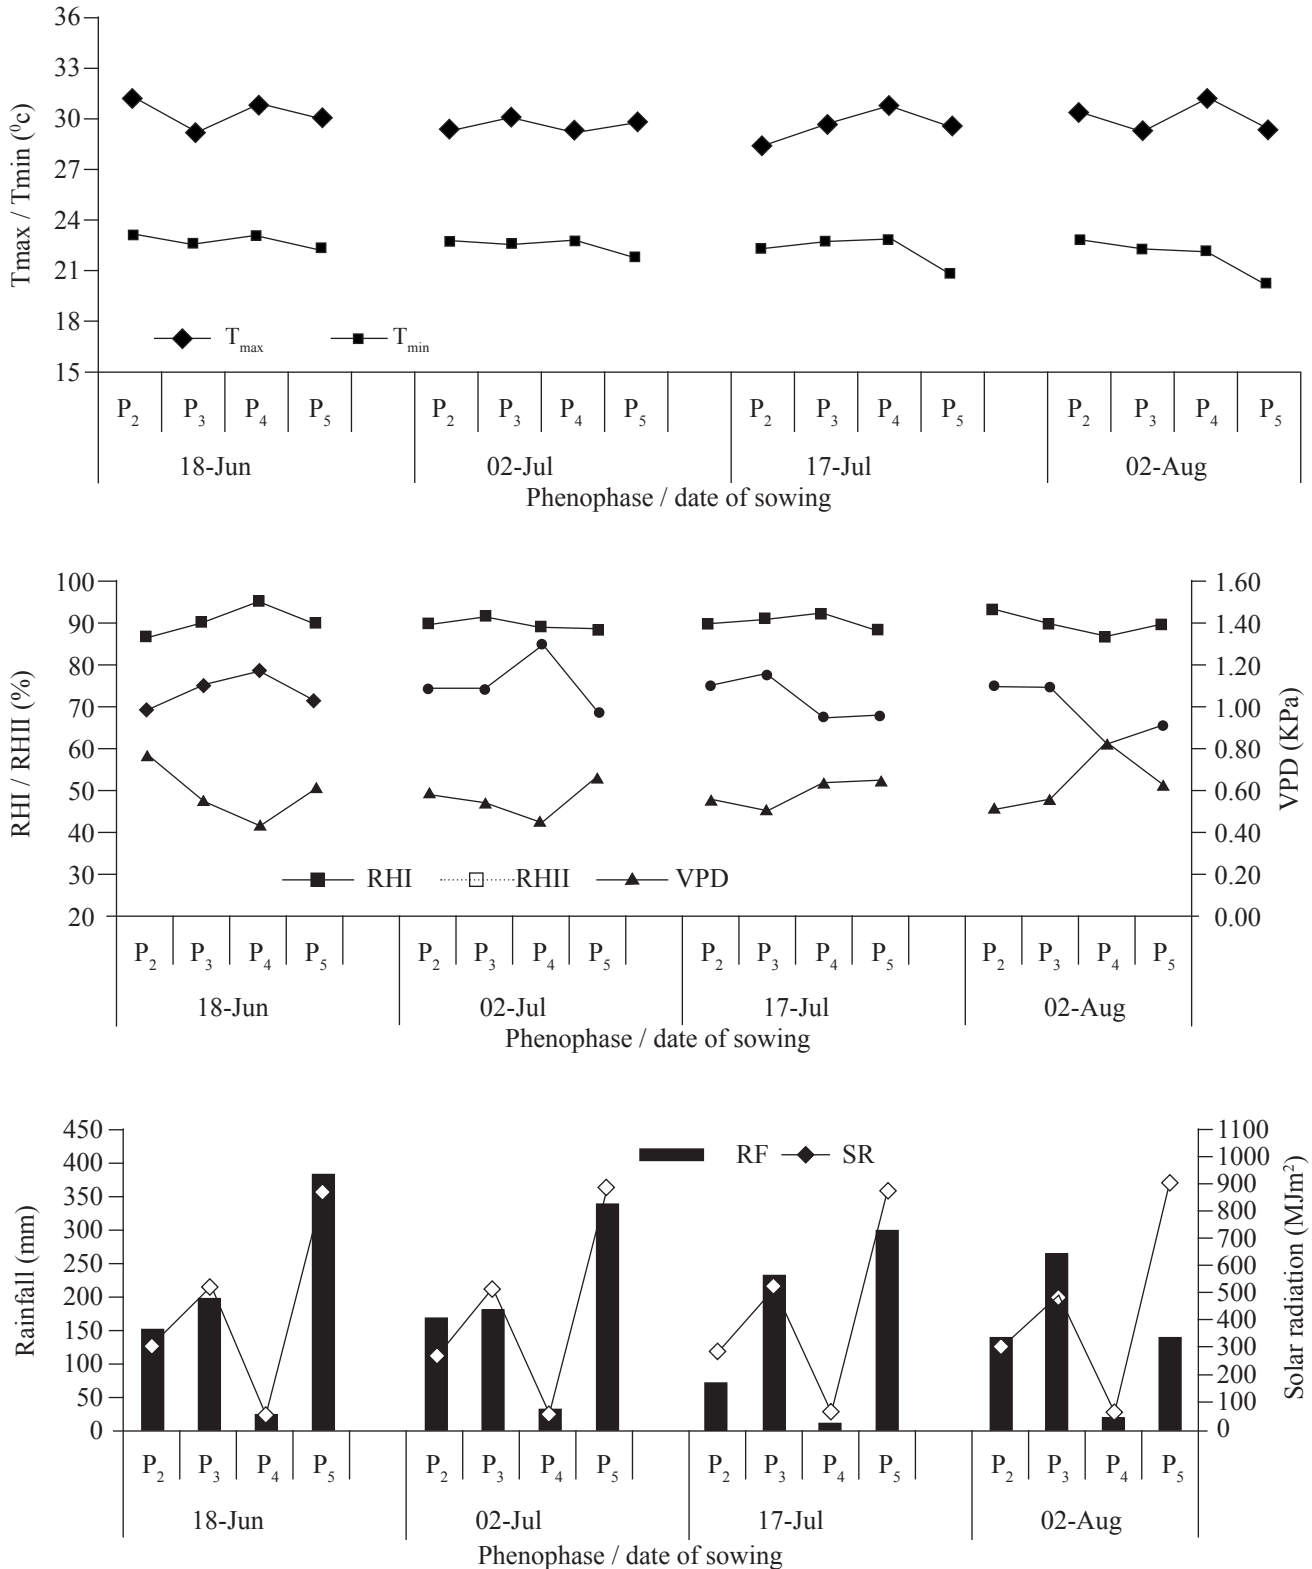 36
33
30
27
24
21
18
15
Tmax / Tmin (⁰c)
T_max T_min
P₂ P₃ P₄ P₅ P₂ P₃ P₄ P₅ P₂ P₃ P₄ P₅ P₂ P₃ P₄ P₅
18-Jun 02-Jul 17-Jul 02-Aug
Phenophase / date of sowing
100 1.60
90 1.40
80 1.20
70 1.00
60 0.80
50 0.60
40 0.40
30 0.20
20 0.00
RHI / RHII (%)
VPD (KPa)
RHI RHII VPD
P₂ P₃ P₄ P₅ P₂ P₃ P₄ P₅ P₂ P₃ P₄ P₅ P₂ P₃ P₄ P₅
18-Jun 02-Jul 17-Jul 02-Aug
Phenophase / date of sowing
450
400
350
300
250
200
150
100
50
0
Rainfall (mm)
RF SR
1100
1000
900
800
700
600
500
400
300
200
100
0
Solar radiation (MJm²)
P₂ P₃ P₄ P₅ P₂ P₃ P₄ P₅ P₂ P₃ P₄ P₅ P₂ P₃ P₄ P₅
18-Jun 02-Jul 17-Jul 02-Aug
Phenophase / date of sowing